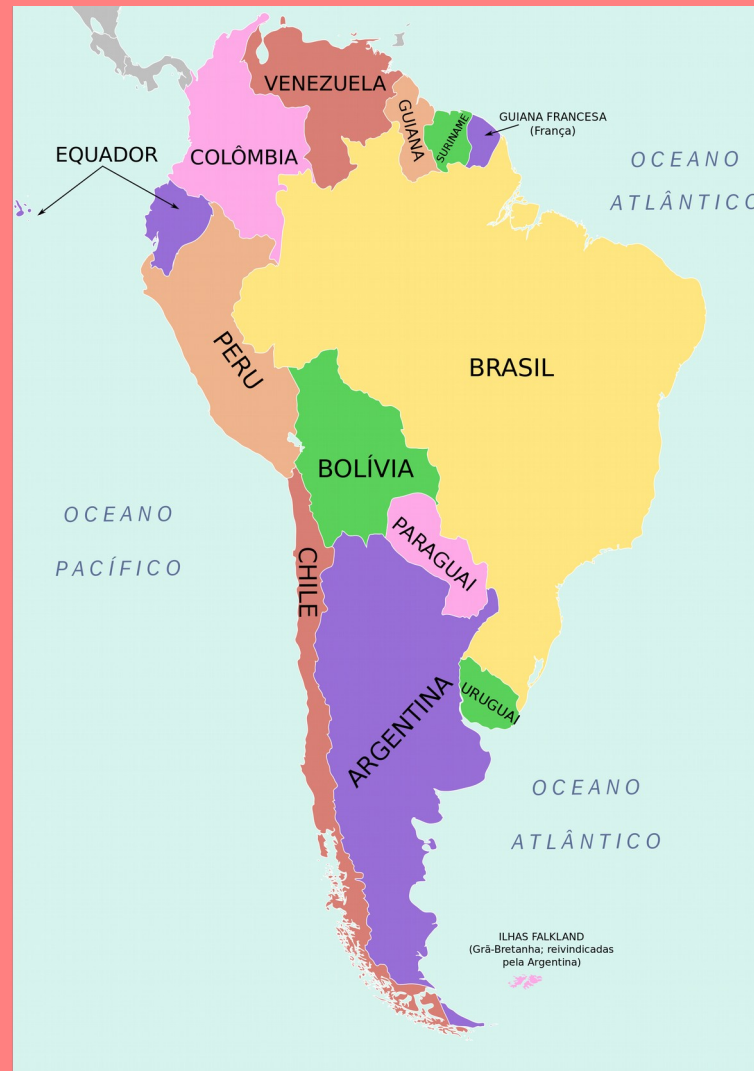 VENEZUELA
GUIANA
SURINAME
GUIANA FRANCESA
(França)
EQUADOR
COLÔMBIA
OCEANO
ATLÂNTICO
PERU
BRASIL
BOLÍVIA
OCEANO
PACÍFICO
PARAGUAI
CHILE
ARGENTINA
URUGUAI
OCEANO
ATLÂNTICO
ILHAS FALKLAND
(Grã-Bretanha; reivindicadas
pela Argentina)